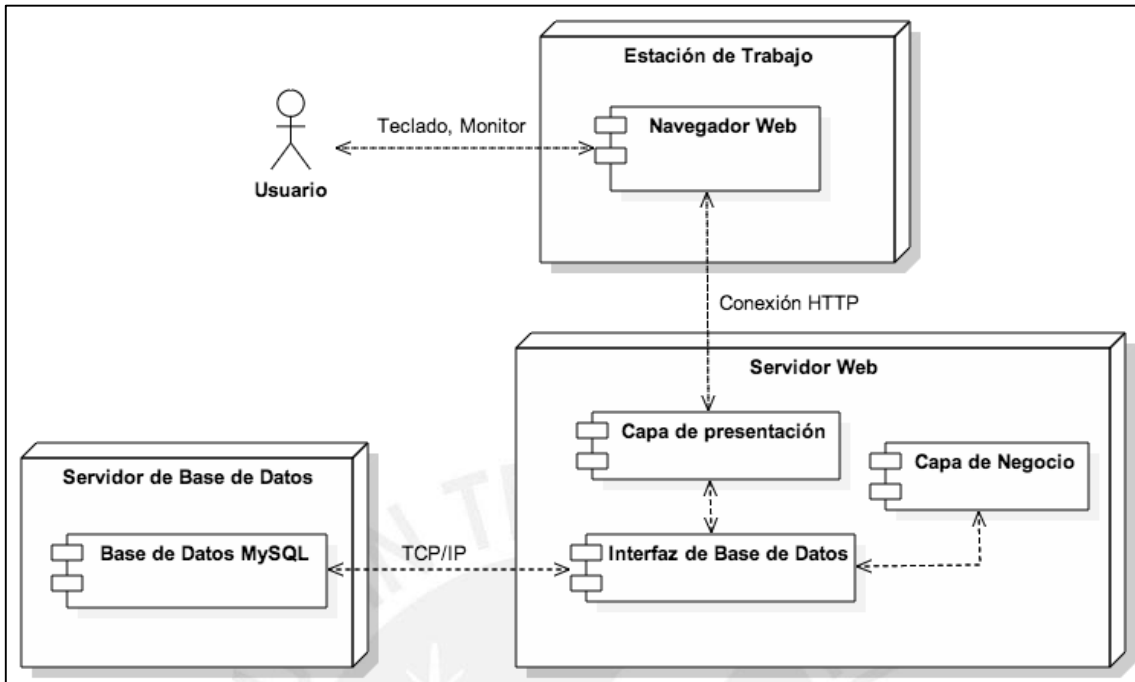 Estación de Trabajo
Navegador Web
Teclado, Monitor
Usuario
Conexión HTTP
Servidor Web
Capa de presentación
Capa de Negocio
Servidor de Base de Datos
Base de Datos MySQL
TCP/IP
Interfaz de Base de Datos